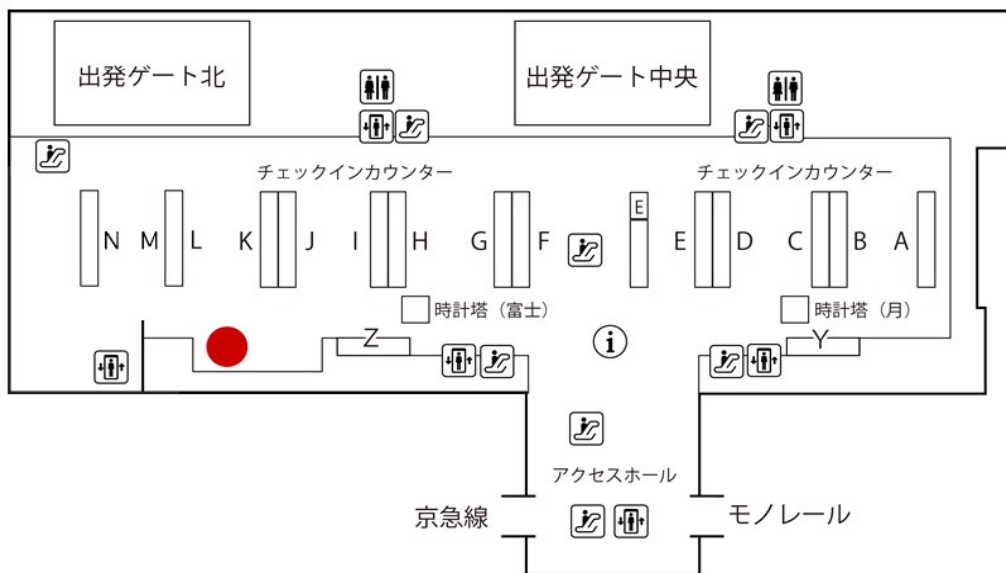 出発ゲート北
出発ゲート中央
チェックインカウンター
チェックインカウンター
E
N M L K J I H G F E D C B A
時計塔（富士）
時計塔（月）
Z
i
Y
アクセスホール
京急線
モノレール